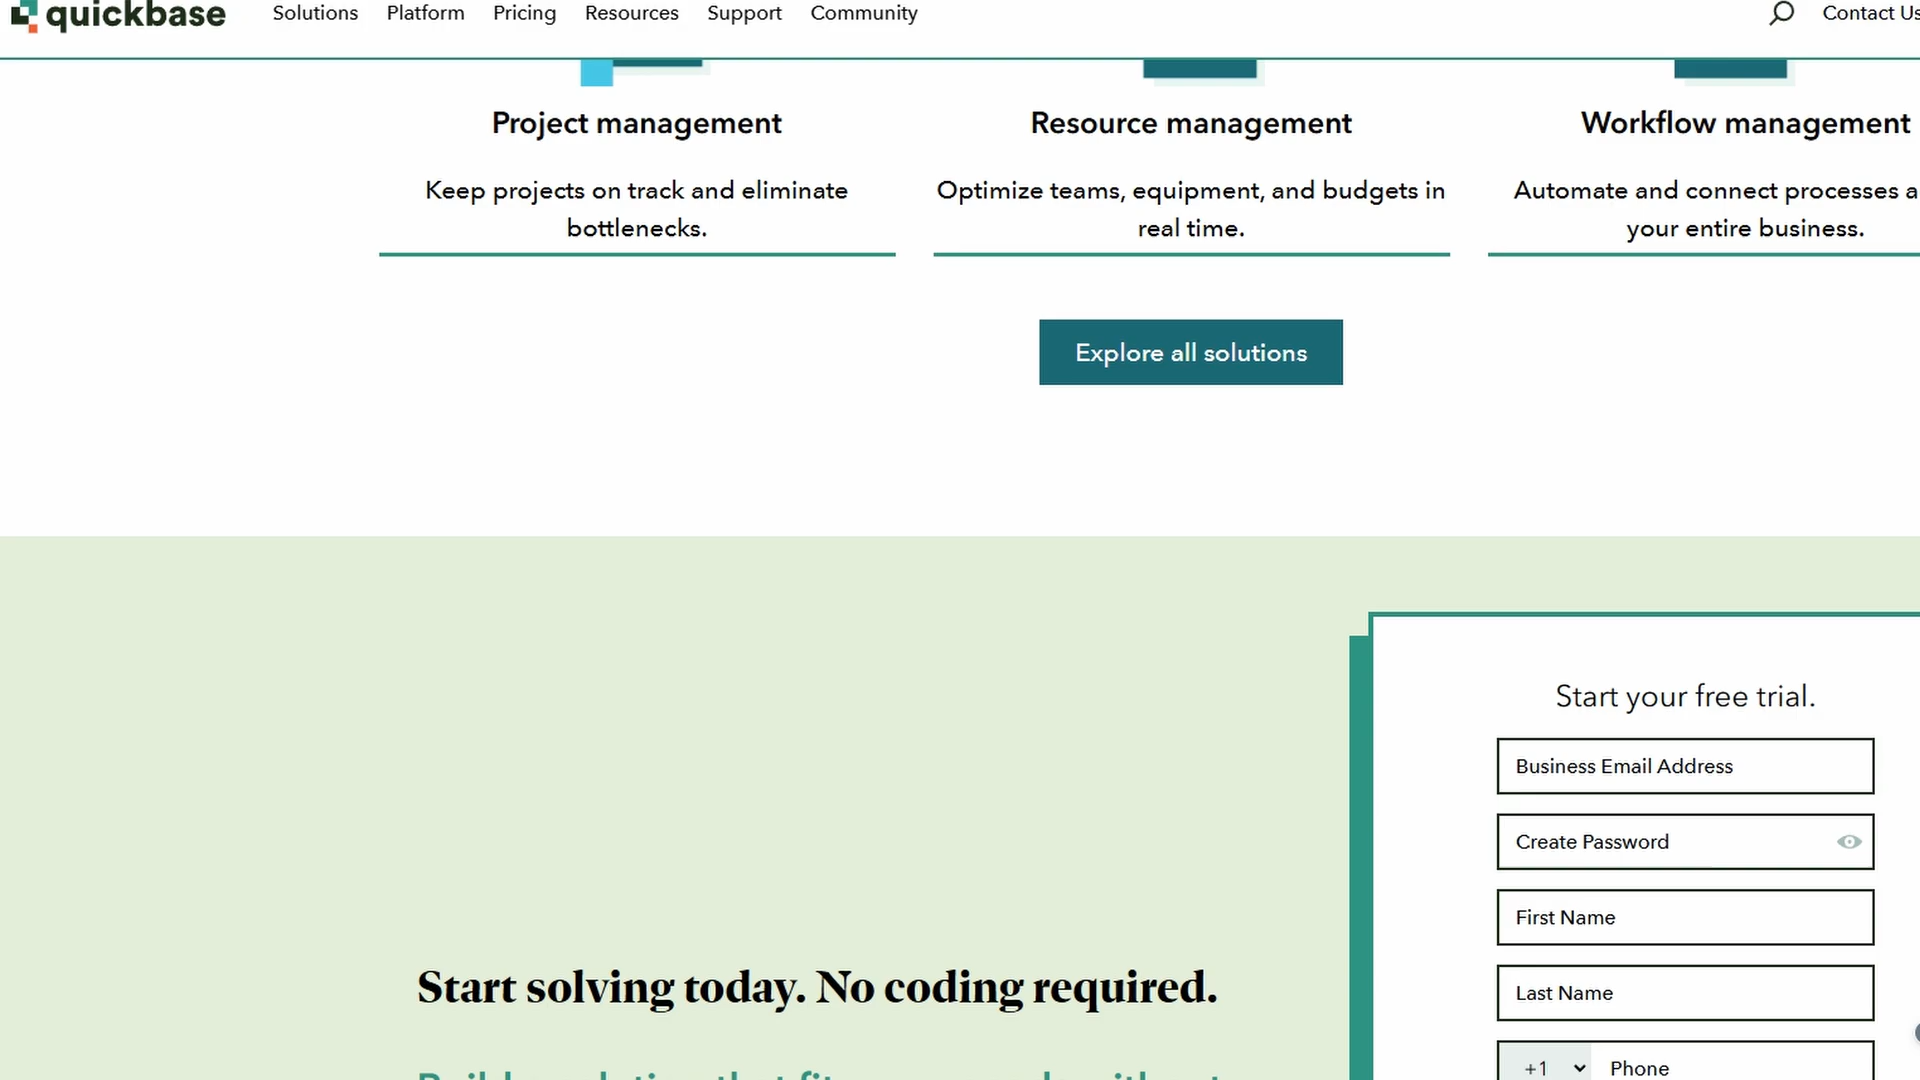 quickbase Solutions Platform Pricing Resources Support Community Contact Us
Project management
Keep projects on track and eliminate
bottlenecks.
Resource management
Optimize teams, equipment, and budgets in
real time.
Workflow management
Automate and connect processes
your entire business.
Explore all solutions
Start your free trial.
Business Email Address
Create Password
First Name
Last Name
+1 Phone
Start solving today. No coding required.